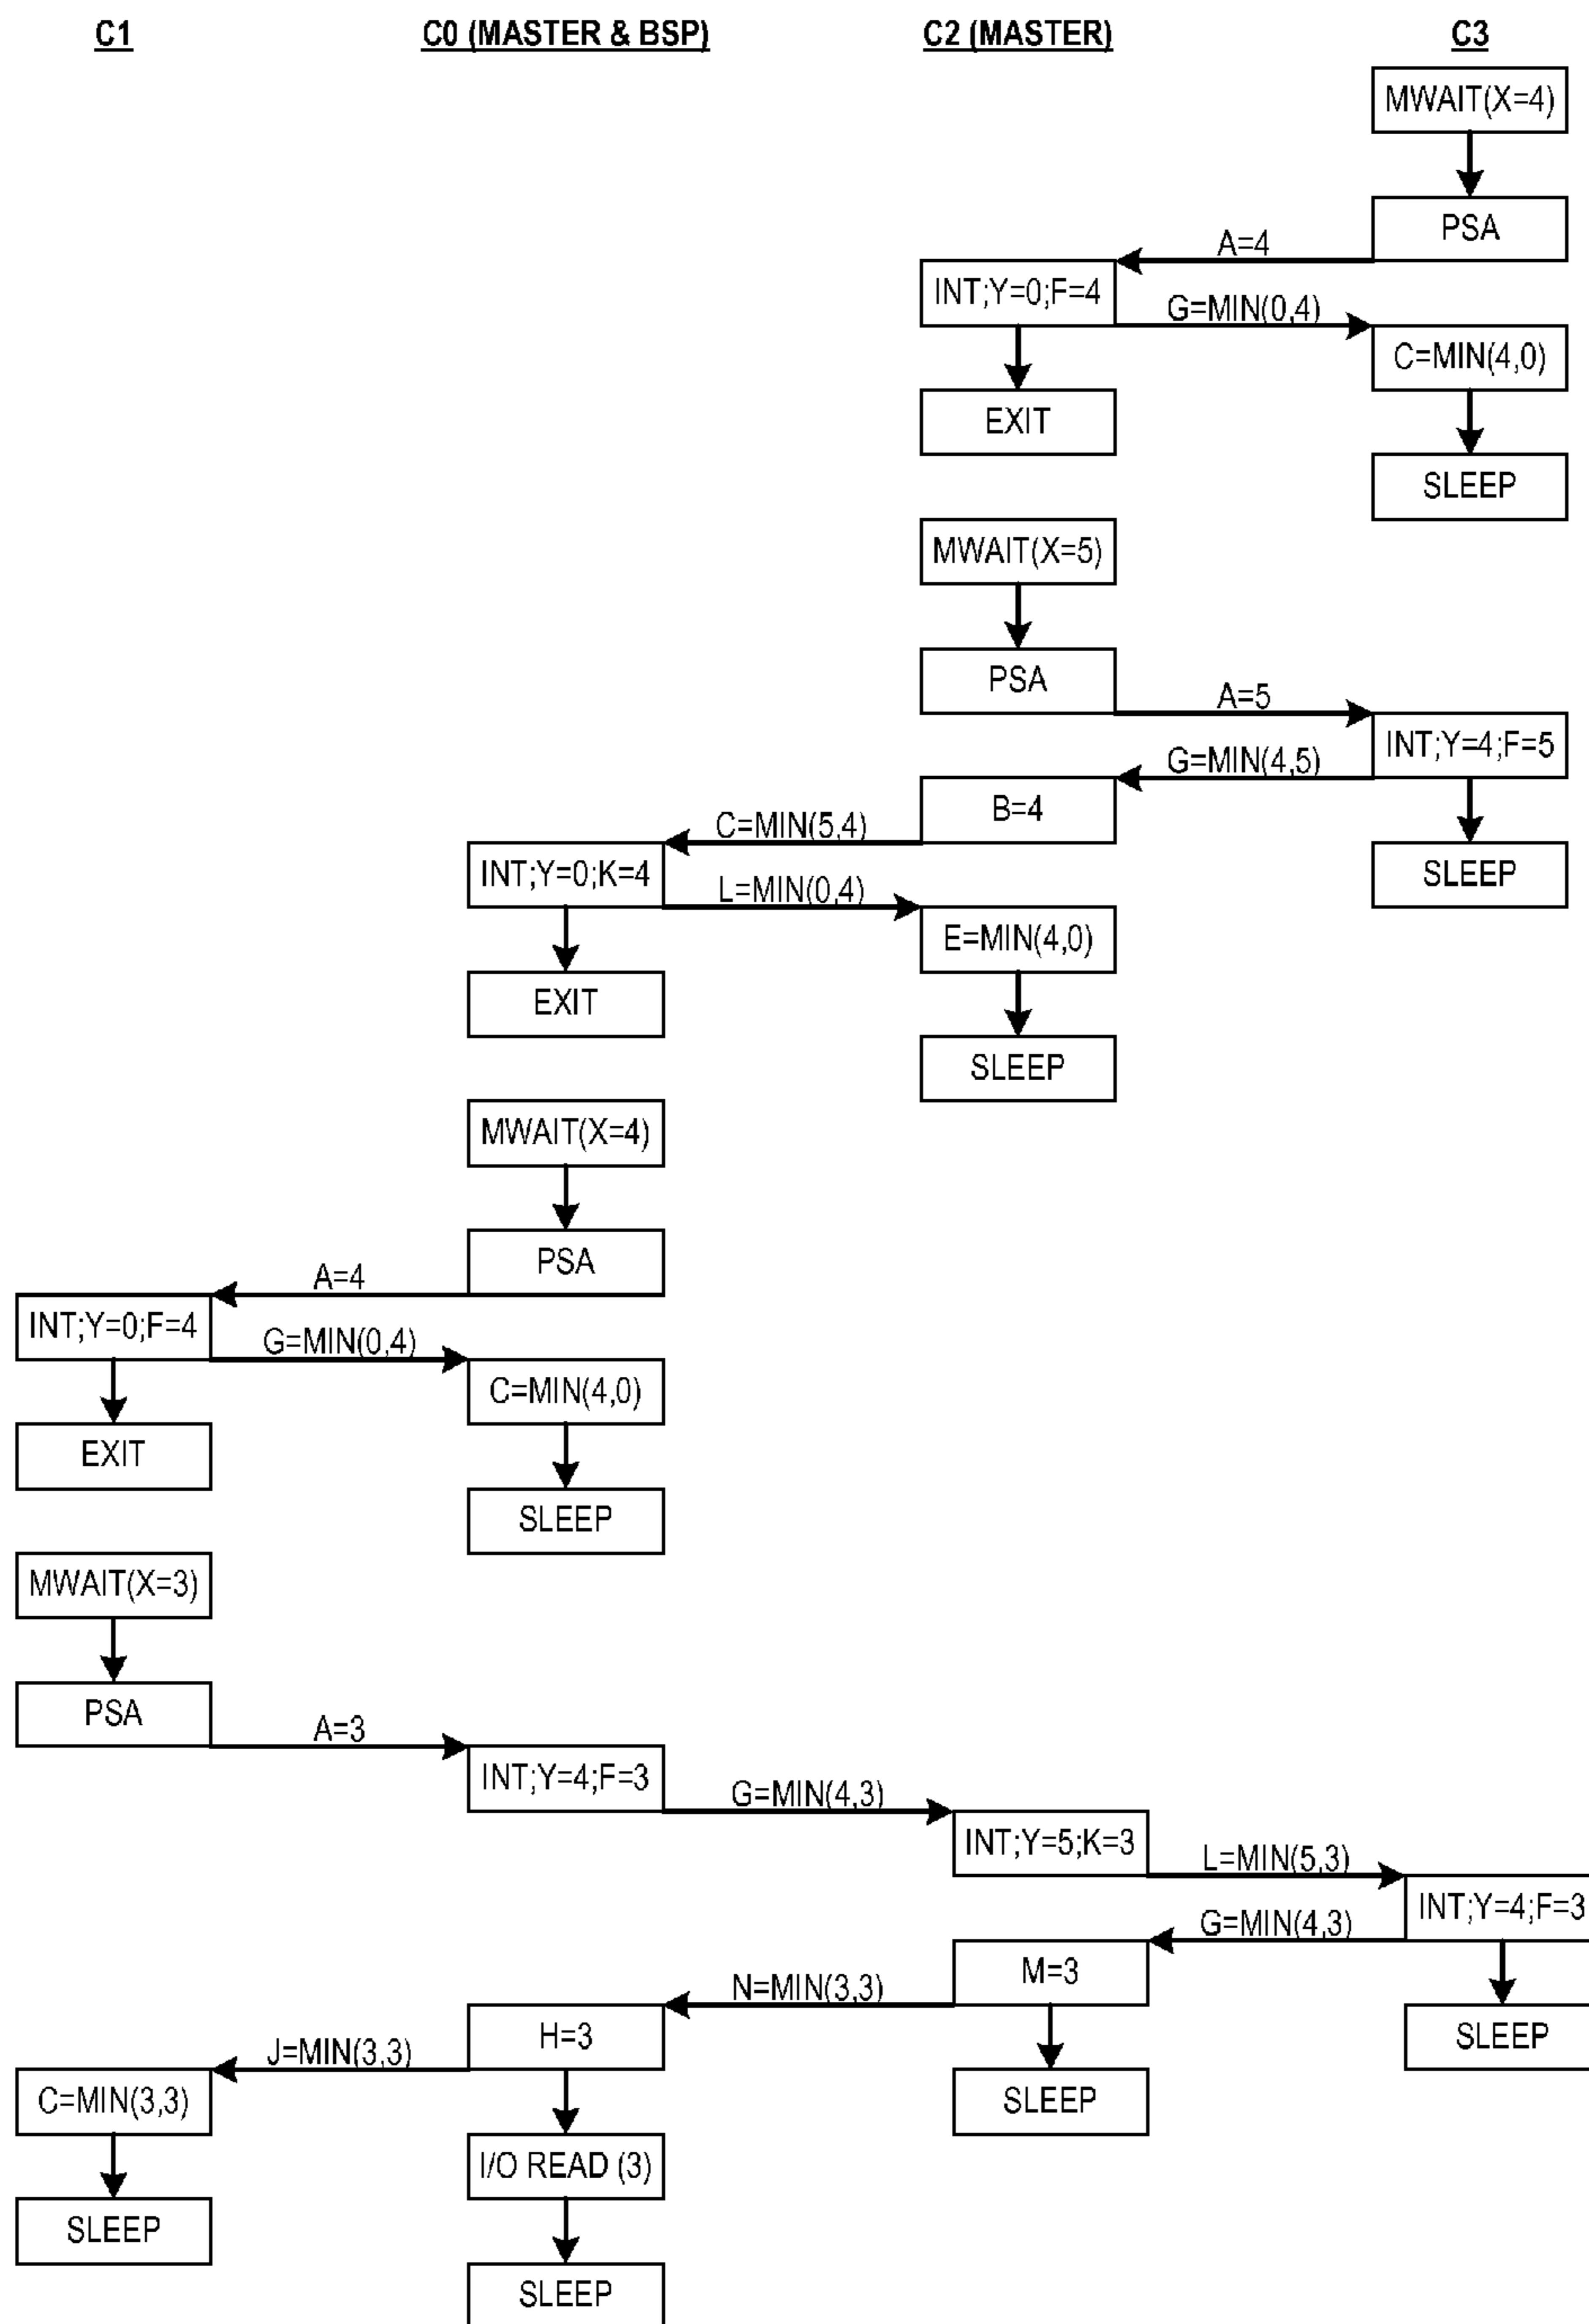 C1
C0 (MASTER & BSP)
C2 (MASTER)
C3
MWAIT(X=4)
PSA
A=4
INT;Y=0;F=4
G=MIN(0,4)
C=MIN(4,0)
EXIT
SLEEP
MWAIT(X=5)
PSA
A=5
INT;Y=4;F=5
G=MIN(4,5)
B=4
C=MIN(5,4)
INT;Y=0;K=4
SLEEP
L=MIN(0,4)
E=MIN(4,0)
EXIT
SLEEP
MWAIT(X=4)
PSA
A=4
INT;Y=0;F=4
G=MIN(0,4)
C=MIN(4,0)
EXIT
SLEEP
MWAIT(X=3)
PSA
A=3
INT;Y=4;F=3
G=MIN(4,3)
INT;Y=5;K=3
L=MIN(5,3)
INT;Y=4;F=3
G=MIN(4,3)
M=3
N=MIN(3,3)
H=3
SLEEP
J=MIN(3,3)
C=MIN(3,3)
SLEEP
I/O READ (3)
SLEEP
SLEEP